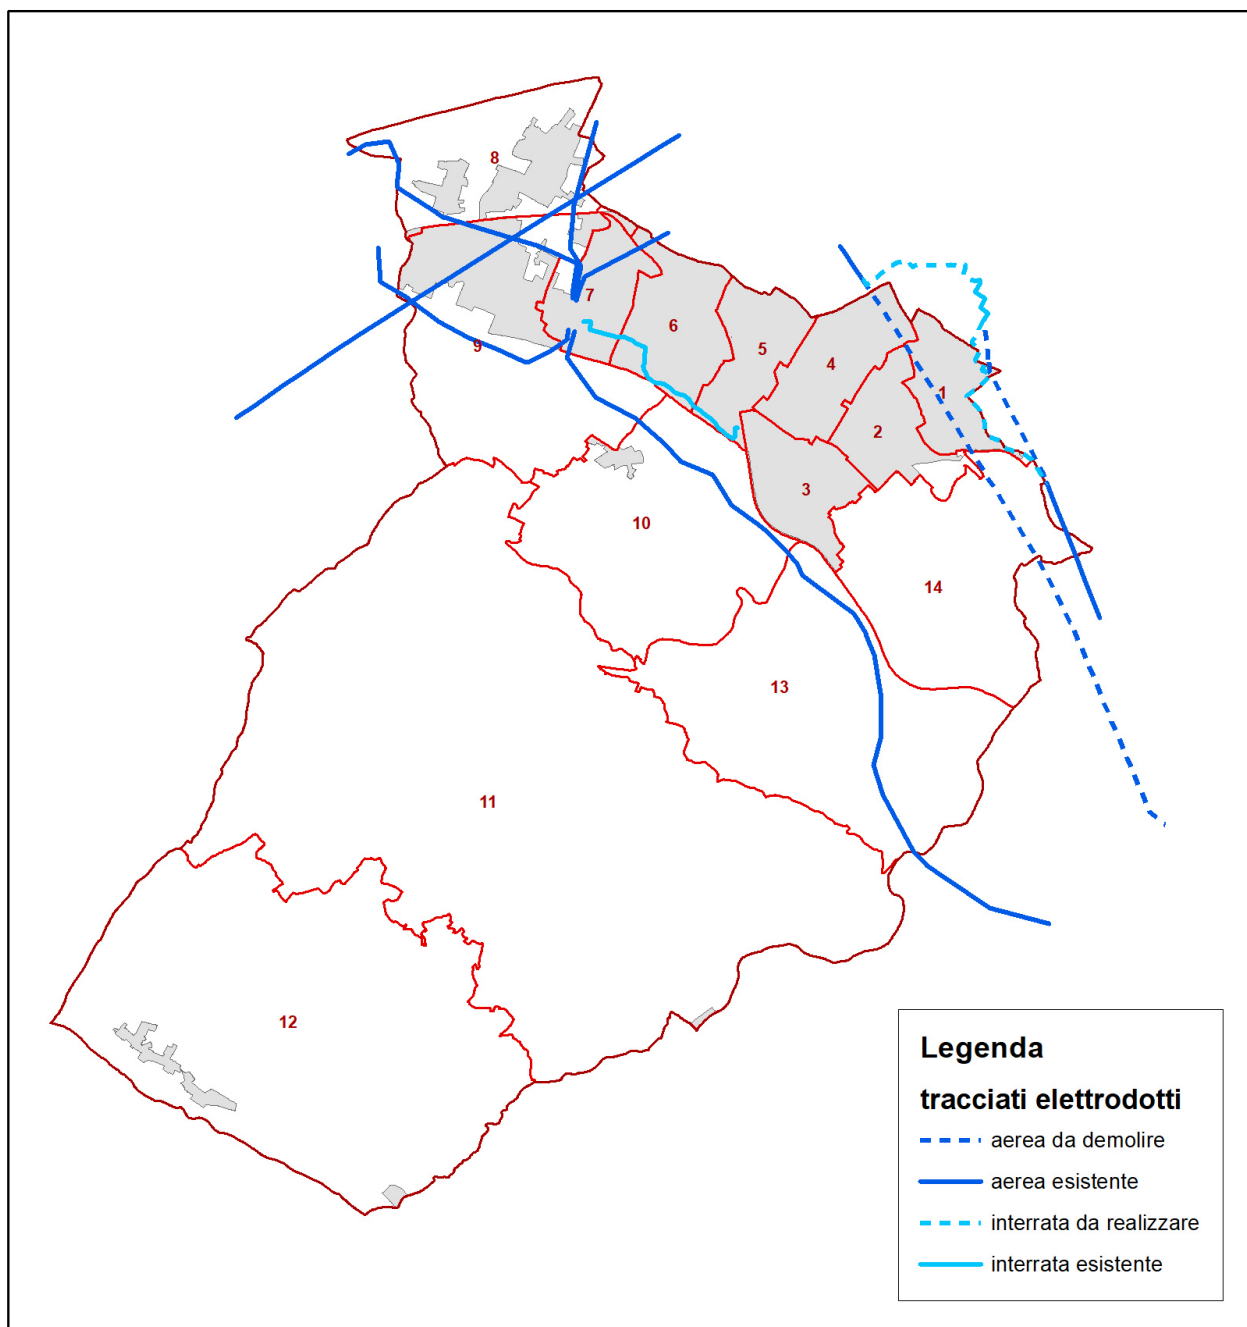 8
7
6
9
5
4
1
2
3
10
14
13
11
12
Legenda
tracciati elettrodotti
aerea da demolire
aerea esistente
interrata da realizzare
interrata esistente